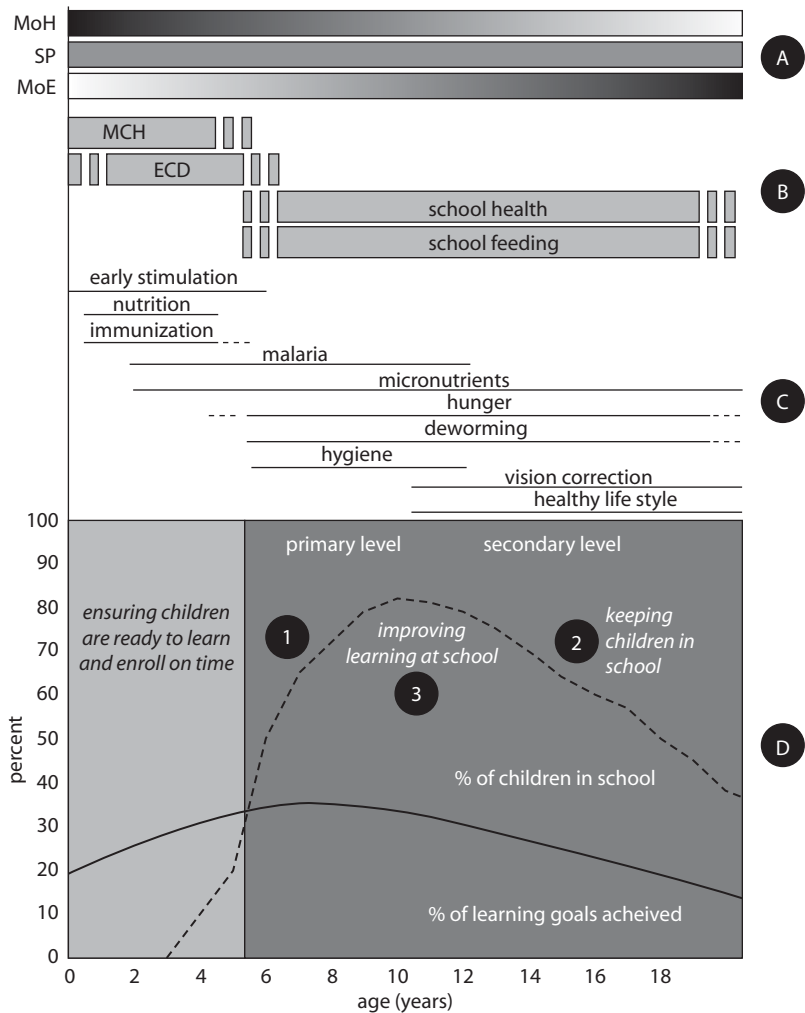 MoH
SP
MoE
A
MCH
ECD
school health
school feeding
B
early stimulation
nutrition
immunization
malaria
micronutrients
hunger
deworming
hygiene
vision correction
healthy life style
C
100
90
80
70
60
50
40
30
20
10
0
percent
primary level
secondary level
ensuring children
are ready to learn
and enroll on time
1
improving
learning at school
3
2
keeping
children in
school
% of children in school
% of learning goals acheived
D
0 2 4 6 8 10 12 14 16 18
age (years)